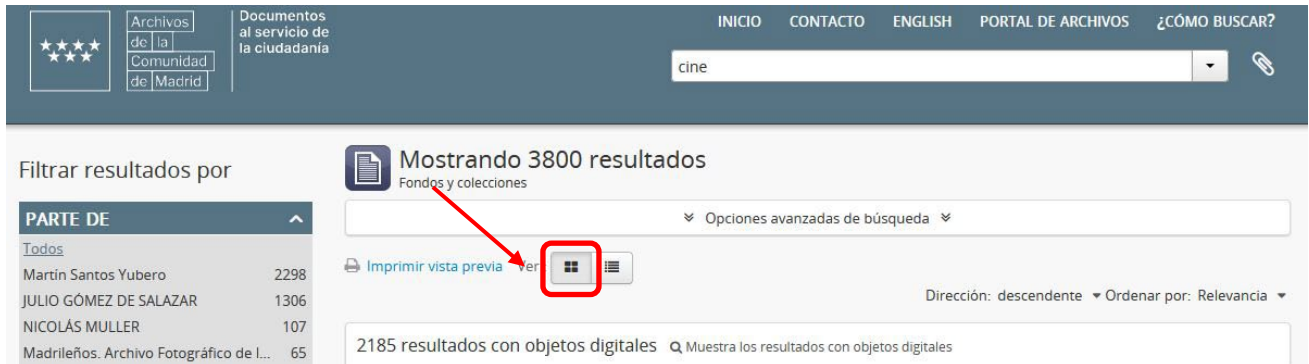 Archivos
de la
Comunidad
de Madrid
Documentos
al servicio de
la ciudadanía
INICIO CONTACTO ENGLISH PORTAL DE ARCHIVOS ¿CÓMO BUSCAR?
cine
Filtrar resultados por
PARTE DE
Todos
Martín Santos Yubero 2298
JULIO GÓMEZ DE SALAZAR 1306
NICOLÁS MULLER 107
Madrileños. Archivo Fotográfico de l... 65
Mostrando 3800 resultados
Fondos y colecciones
Opciones avanzadas de búsqueda
Imprimir vista previa Ver
Dirección: descendente Ordenar por: Relevancia
2185 resultados con objetos digitales Muestra los resultados con objetos digitales